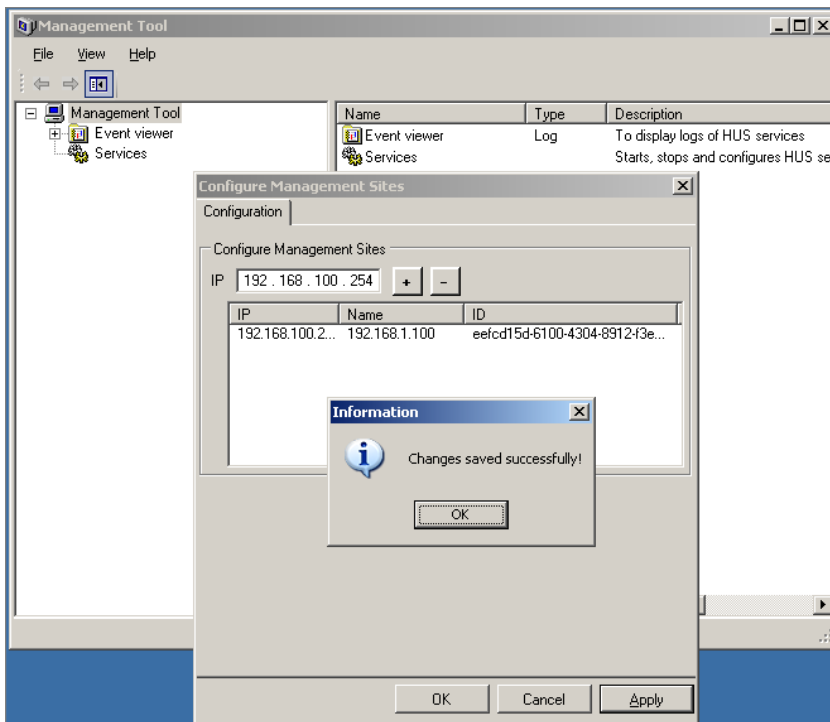 Management Tool
File View Help
Management Tool
Event viewer
Services
Name Type Description
Event viewer Log To display logs of HUS services
Services Starts, stops and configures HUS se
Configure Management Sites
Configuration
Configure Management Sites
IP 192 . 168 . 100 . 254 + -
IP Name ID
192.168.100.2... 192.168.1.100 eefcd15d-6100-4304-8912-f3e...
Information
Changes saved successfully!
OK
OK Cancel Apply